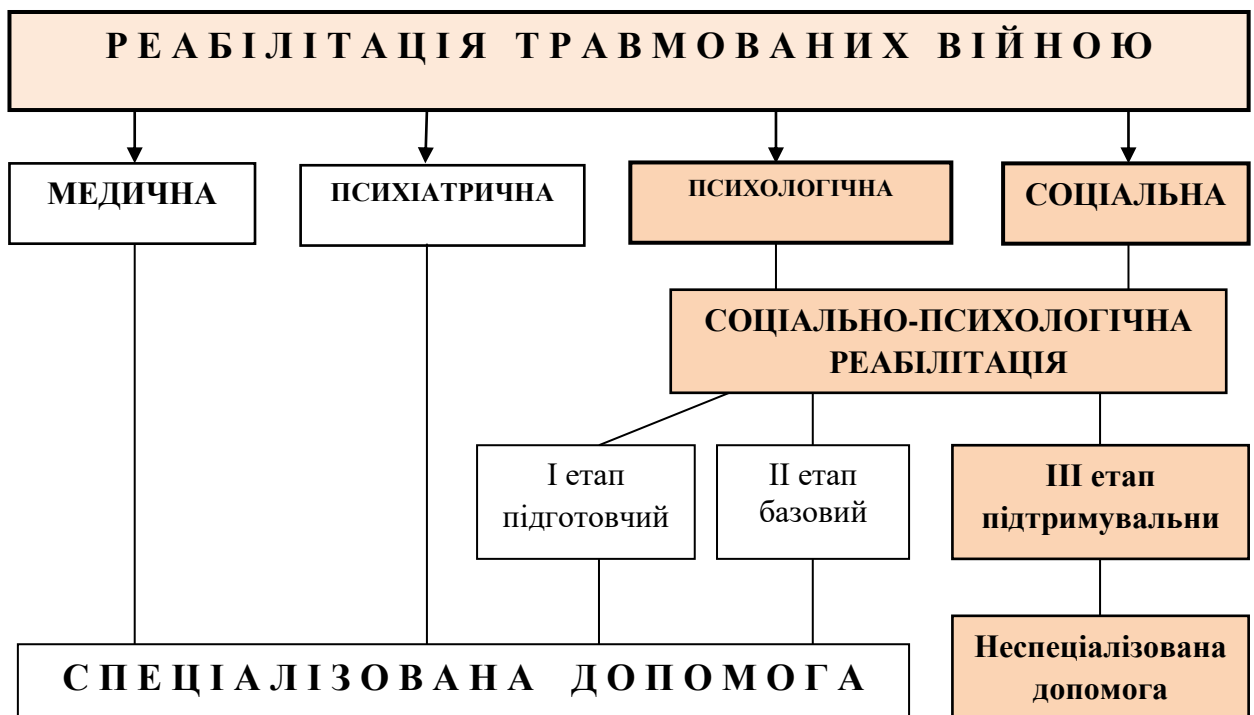 РЕАБІЛІТАЦІЯ ТРАВМОВАНИХ ВІЙНОЮ
МЕДИЧНА
ПСИХІАТРИЧНА
ПСИХОЛОГІЧНА
СОЦІАЛЬНА
СОЦІАЛЬНО-ПСИХОЛОГІЧНА
РЕАБІЛІТАЦІЯ
І етап
підготовчий
ІІ етап
базовий
ІІІ етап
підтримувальни
СПЕЦІАЛІЗОВАНА ДОПОМОГА
Неспеціалізована
допомога